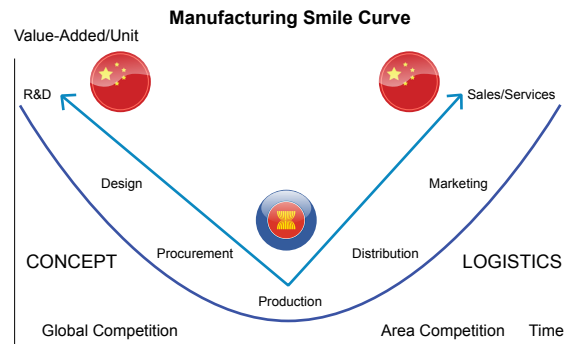 Manufacturing Smile Curve
Value-Added/Unit
R&D
Sales/Services
Design
Marketing
Procurement
Distribution
CONCEPT
LOGISTICS
Production
Global Competition
Area Competition
Time